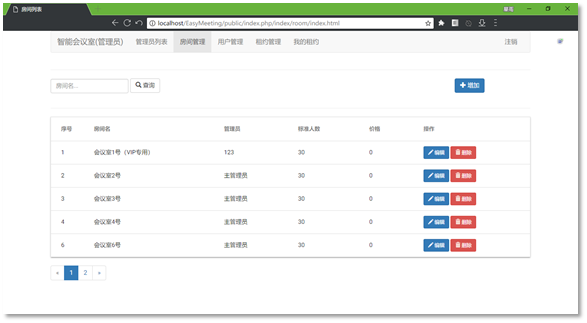 房间列表
localhost/EasyMeeting/public/index.php/index/room/index.html
智能会议室(管理员) 管理员列表 房间管理 用户管理 租约管理 我的租约 注销
房间名... 查询 增加
序号 房间名 管理员 标准人数 价格 操作
1 会议室1号（VIP专用） 123 30 0 编辑 删除
2 会议室2号 主管理员 30 0 编辑 删除
3 会议室3号 主管理员 30 0 编辑 删除
4 会议室4号 主管理员 30 0 编辑 删除
6 会议室6号 主管理员 30 0 编辑 删除
« 1 2 »